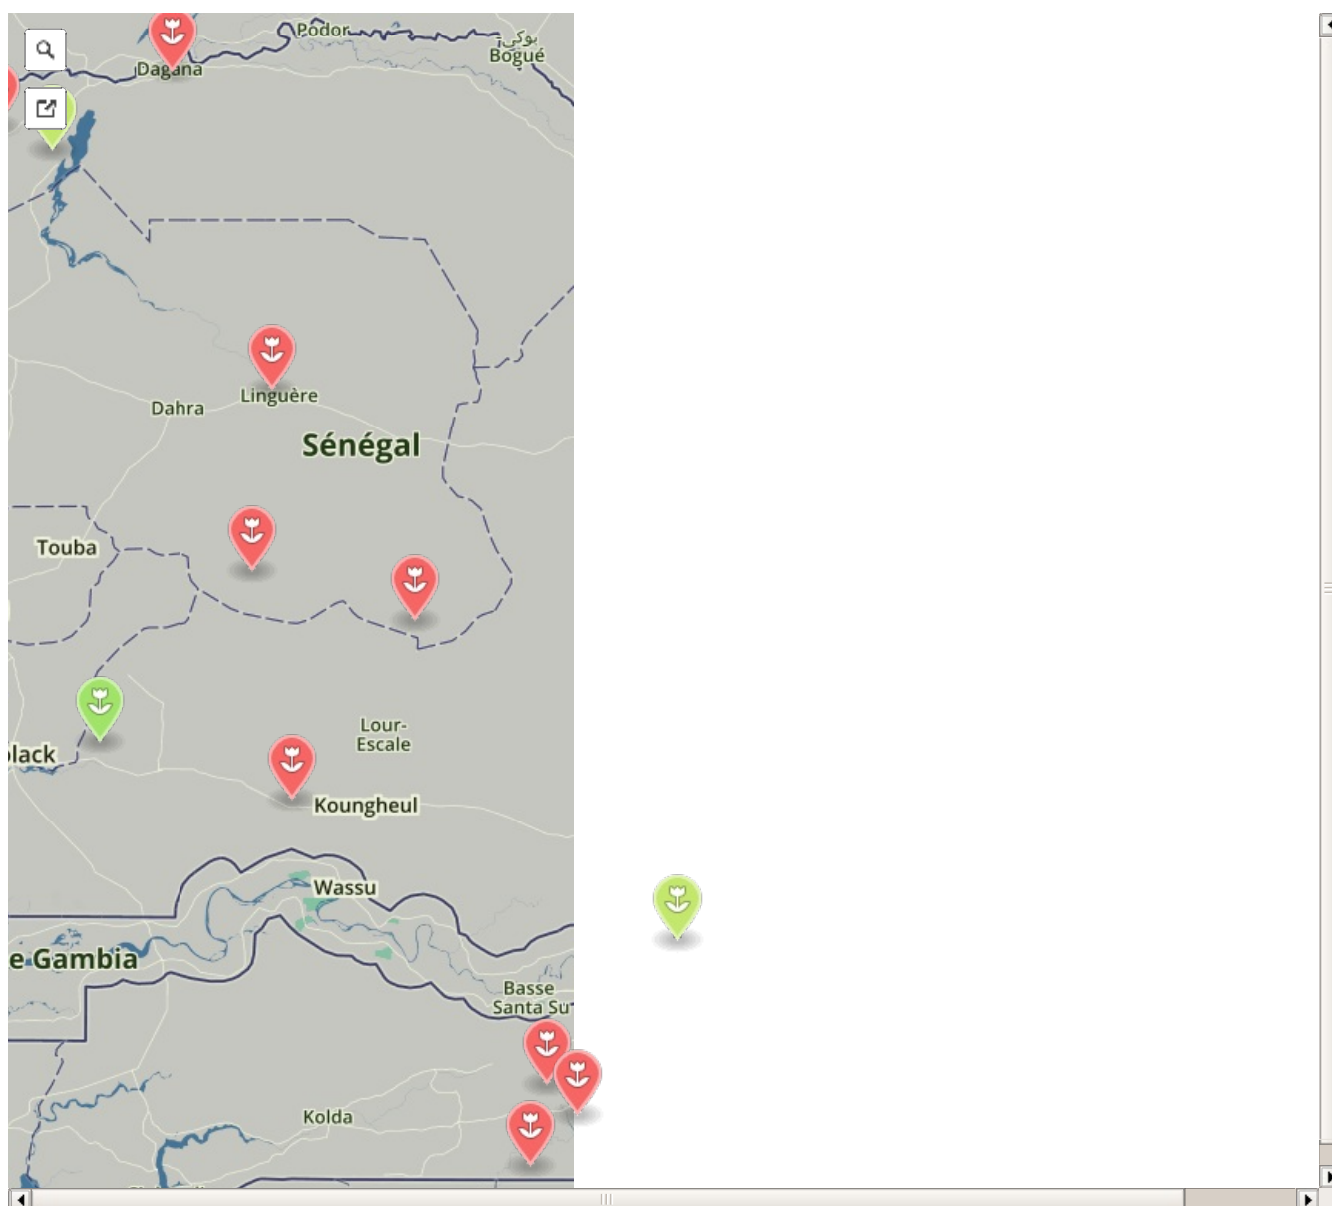 Podor
بوكي-
Bogué
Dagana
Linguère
Dahra
Sénégal
Touba
Lour-
Escale
lack
Koungheul
Wassu
e Gambia
Basse
Santa Su
Kolda